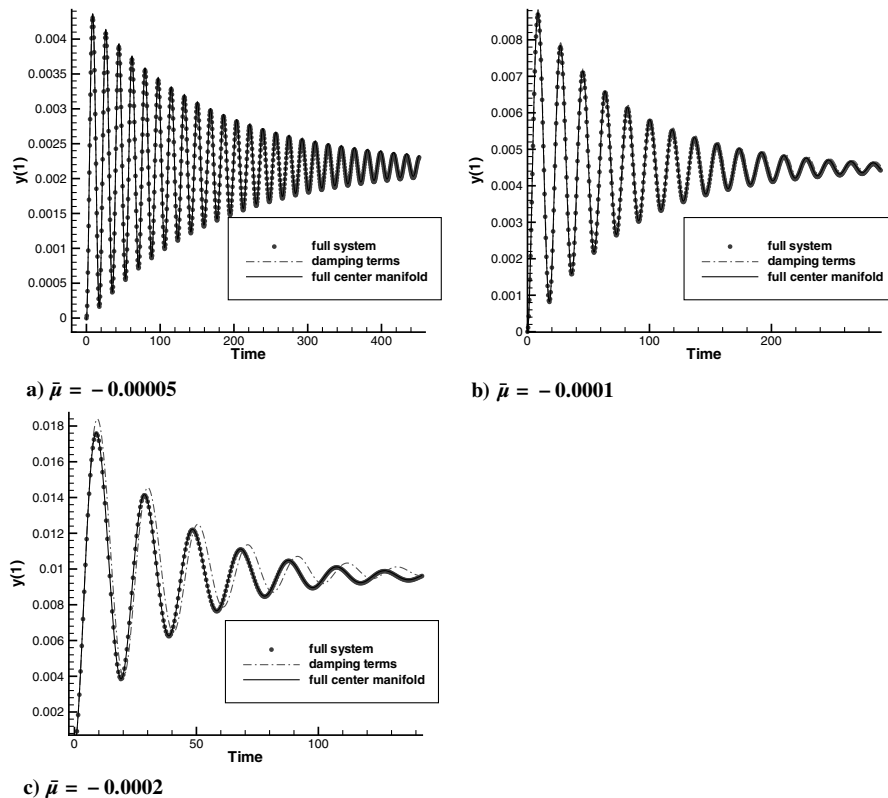 0.004
0.0035
0.003
0.0025
0.002
0.0015
0.001
0.0005
0
y(1)
full system
damping terms
full center manifold
0 100 200 300 400
Time
a) μ̄ = − 0.00005
0.008
0.007
0.006
0.005
0.004
0.003
0.002
0.001
0
y(1)
full system
damping terms
full center manifold
0 100 200
Time
b) μ̄ = − 0.0001
0.018
0.016
0.014
0.012
0.01
0.008
0.006
0.004
0.002
y(1)
full system
damping terms
full center manifold
0 50 100
Time
c) μ̄ = − 0.0002